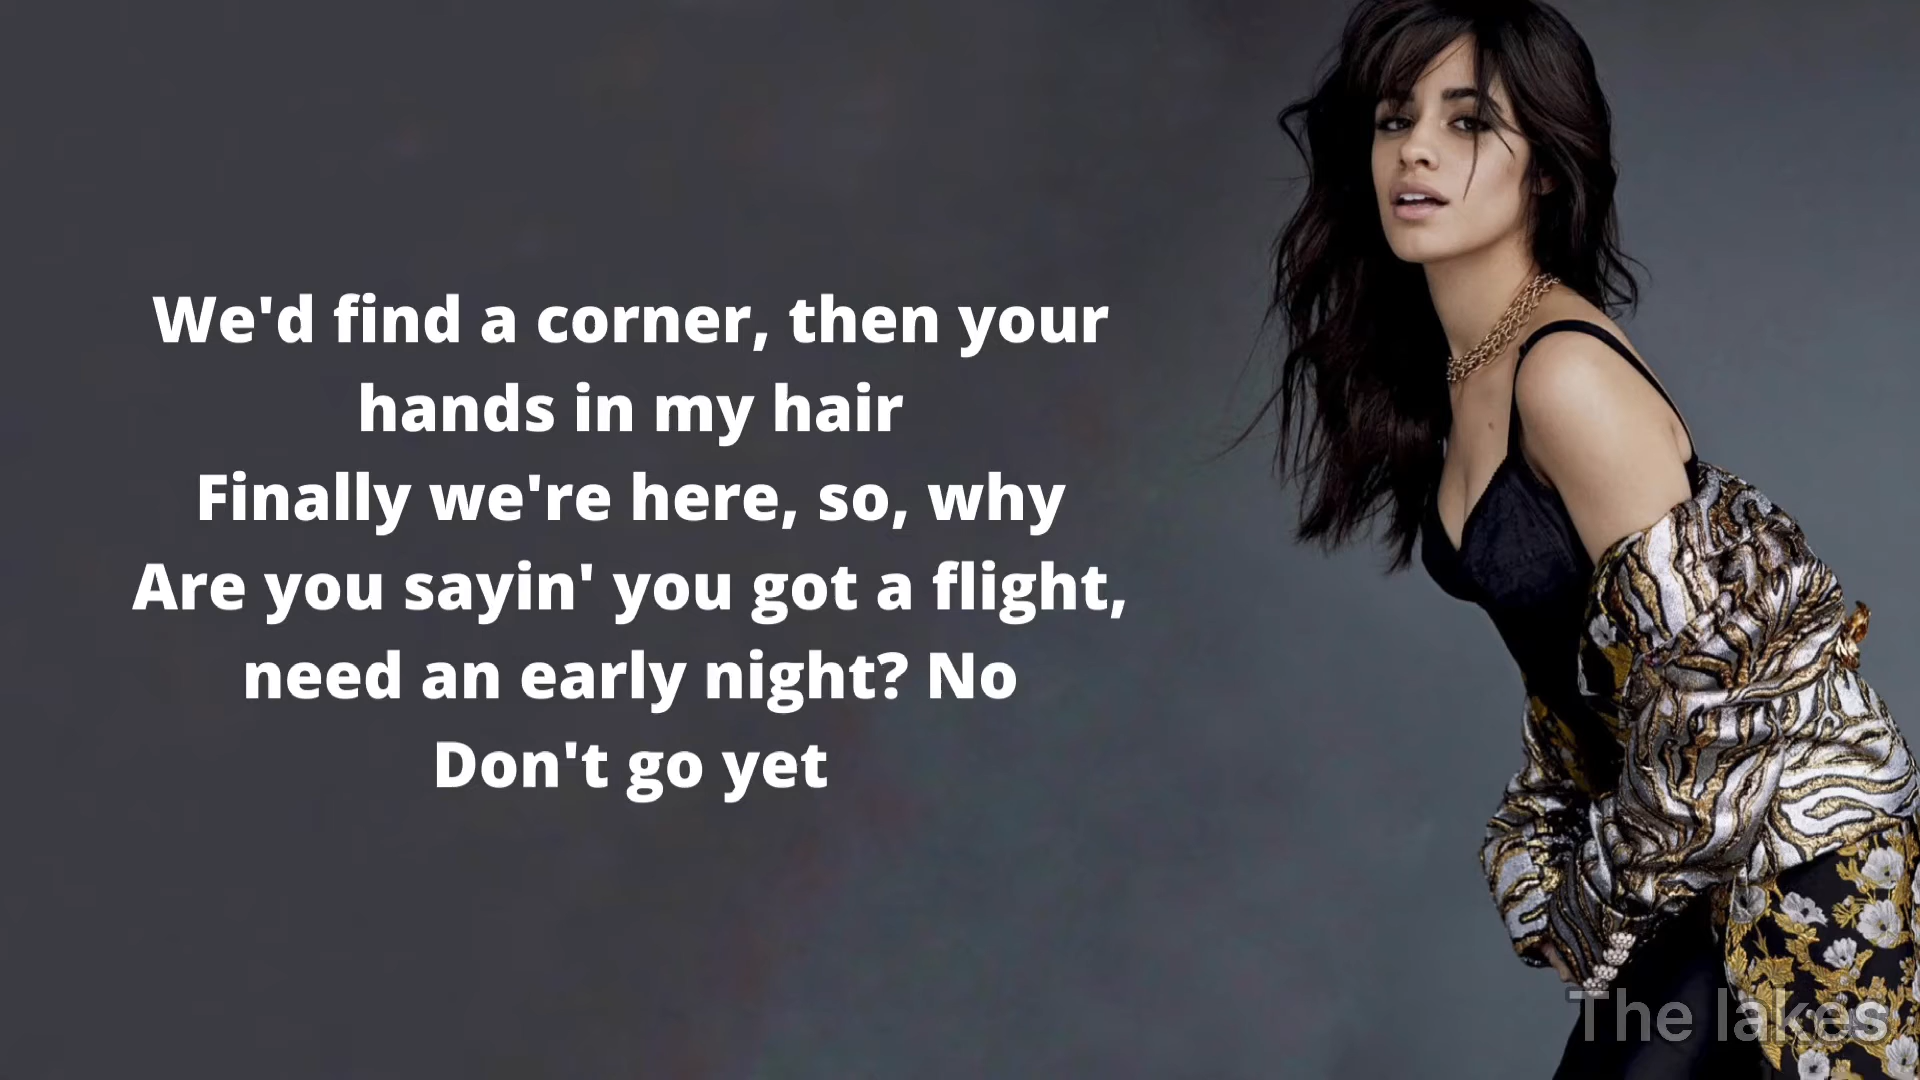 We'd find a corner, then your
hands in my hair
Finally we're here, so, why
Are you sayin' you got a flight,
need an early night? No
Don't go yet
The lakes